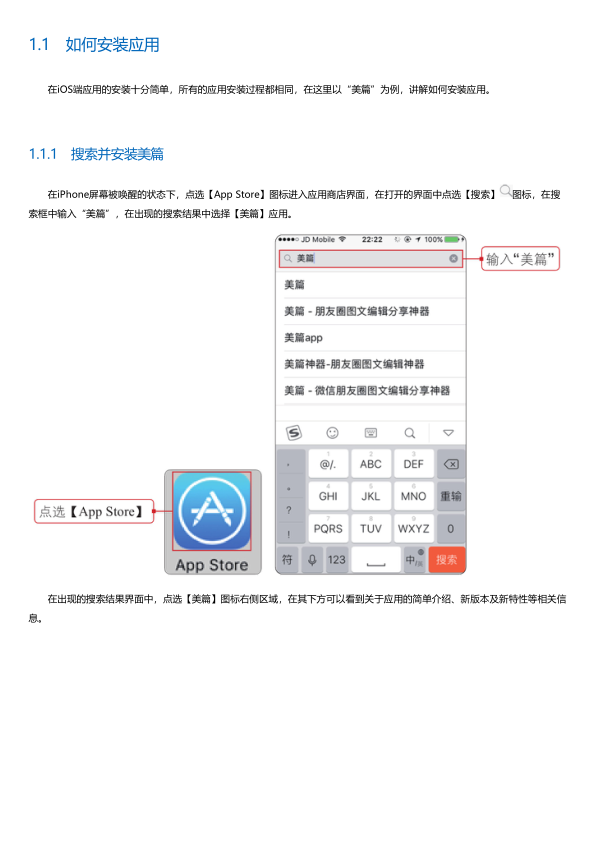 1.1 如何安装应用
在iOS端应用的安装十分简单，所有的应用安装过程都相同，在这里以“美篇”为例，讲解如何安装应用。
1.1.1 搜索并安装美篇
在iPhone屏幕被唤醒的状态下，点选【App Store】图标进入应用商店界面，在打开的界面中点选【搜索】图标，在搜
索框中输入“美篇”，在出现的搜索结果中选择【美篇】应用。
JD Mobile 22:22 100%
美篇
输入“美篇”
美篇
美篇 - 朋友圈图文编辑分享神器
美篇app
美篇神器-朋友圈图文编辑神器
美篇 - 微信朋友圈图文编辑分享神器
， 1 @/. 2 ABC 3 DEF
。 4 GHI 5 JKL 6 MNO 重输
？ 7 PQRS 8 TUV 9 WXYZ 0
！
符 123 中/英 搜索
点选【App Store】
App Store
在出现的搜索结果界面中，点选【美篇】图标右侧区域，在其下方可以看到关于应用的简单介绍、新版本及新特性等相关信
息。